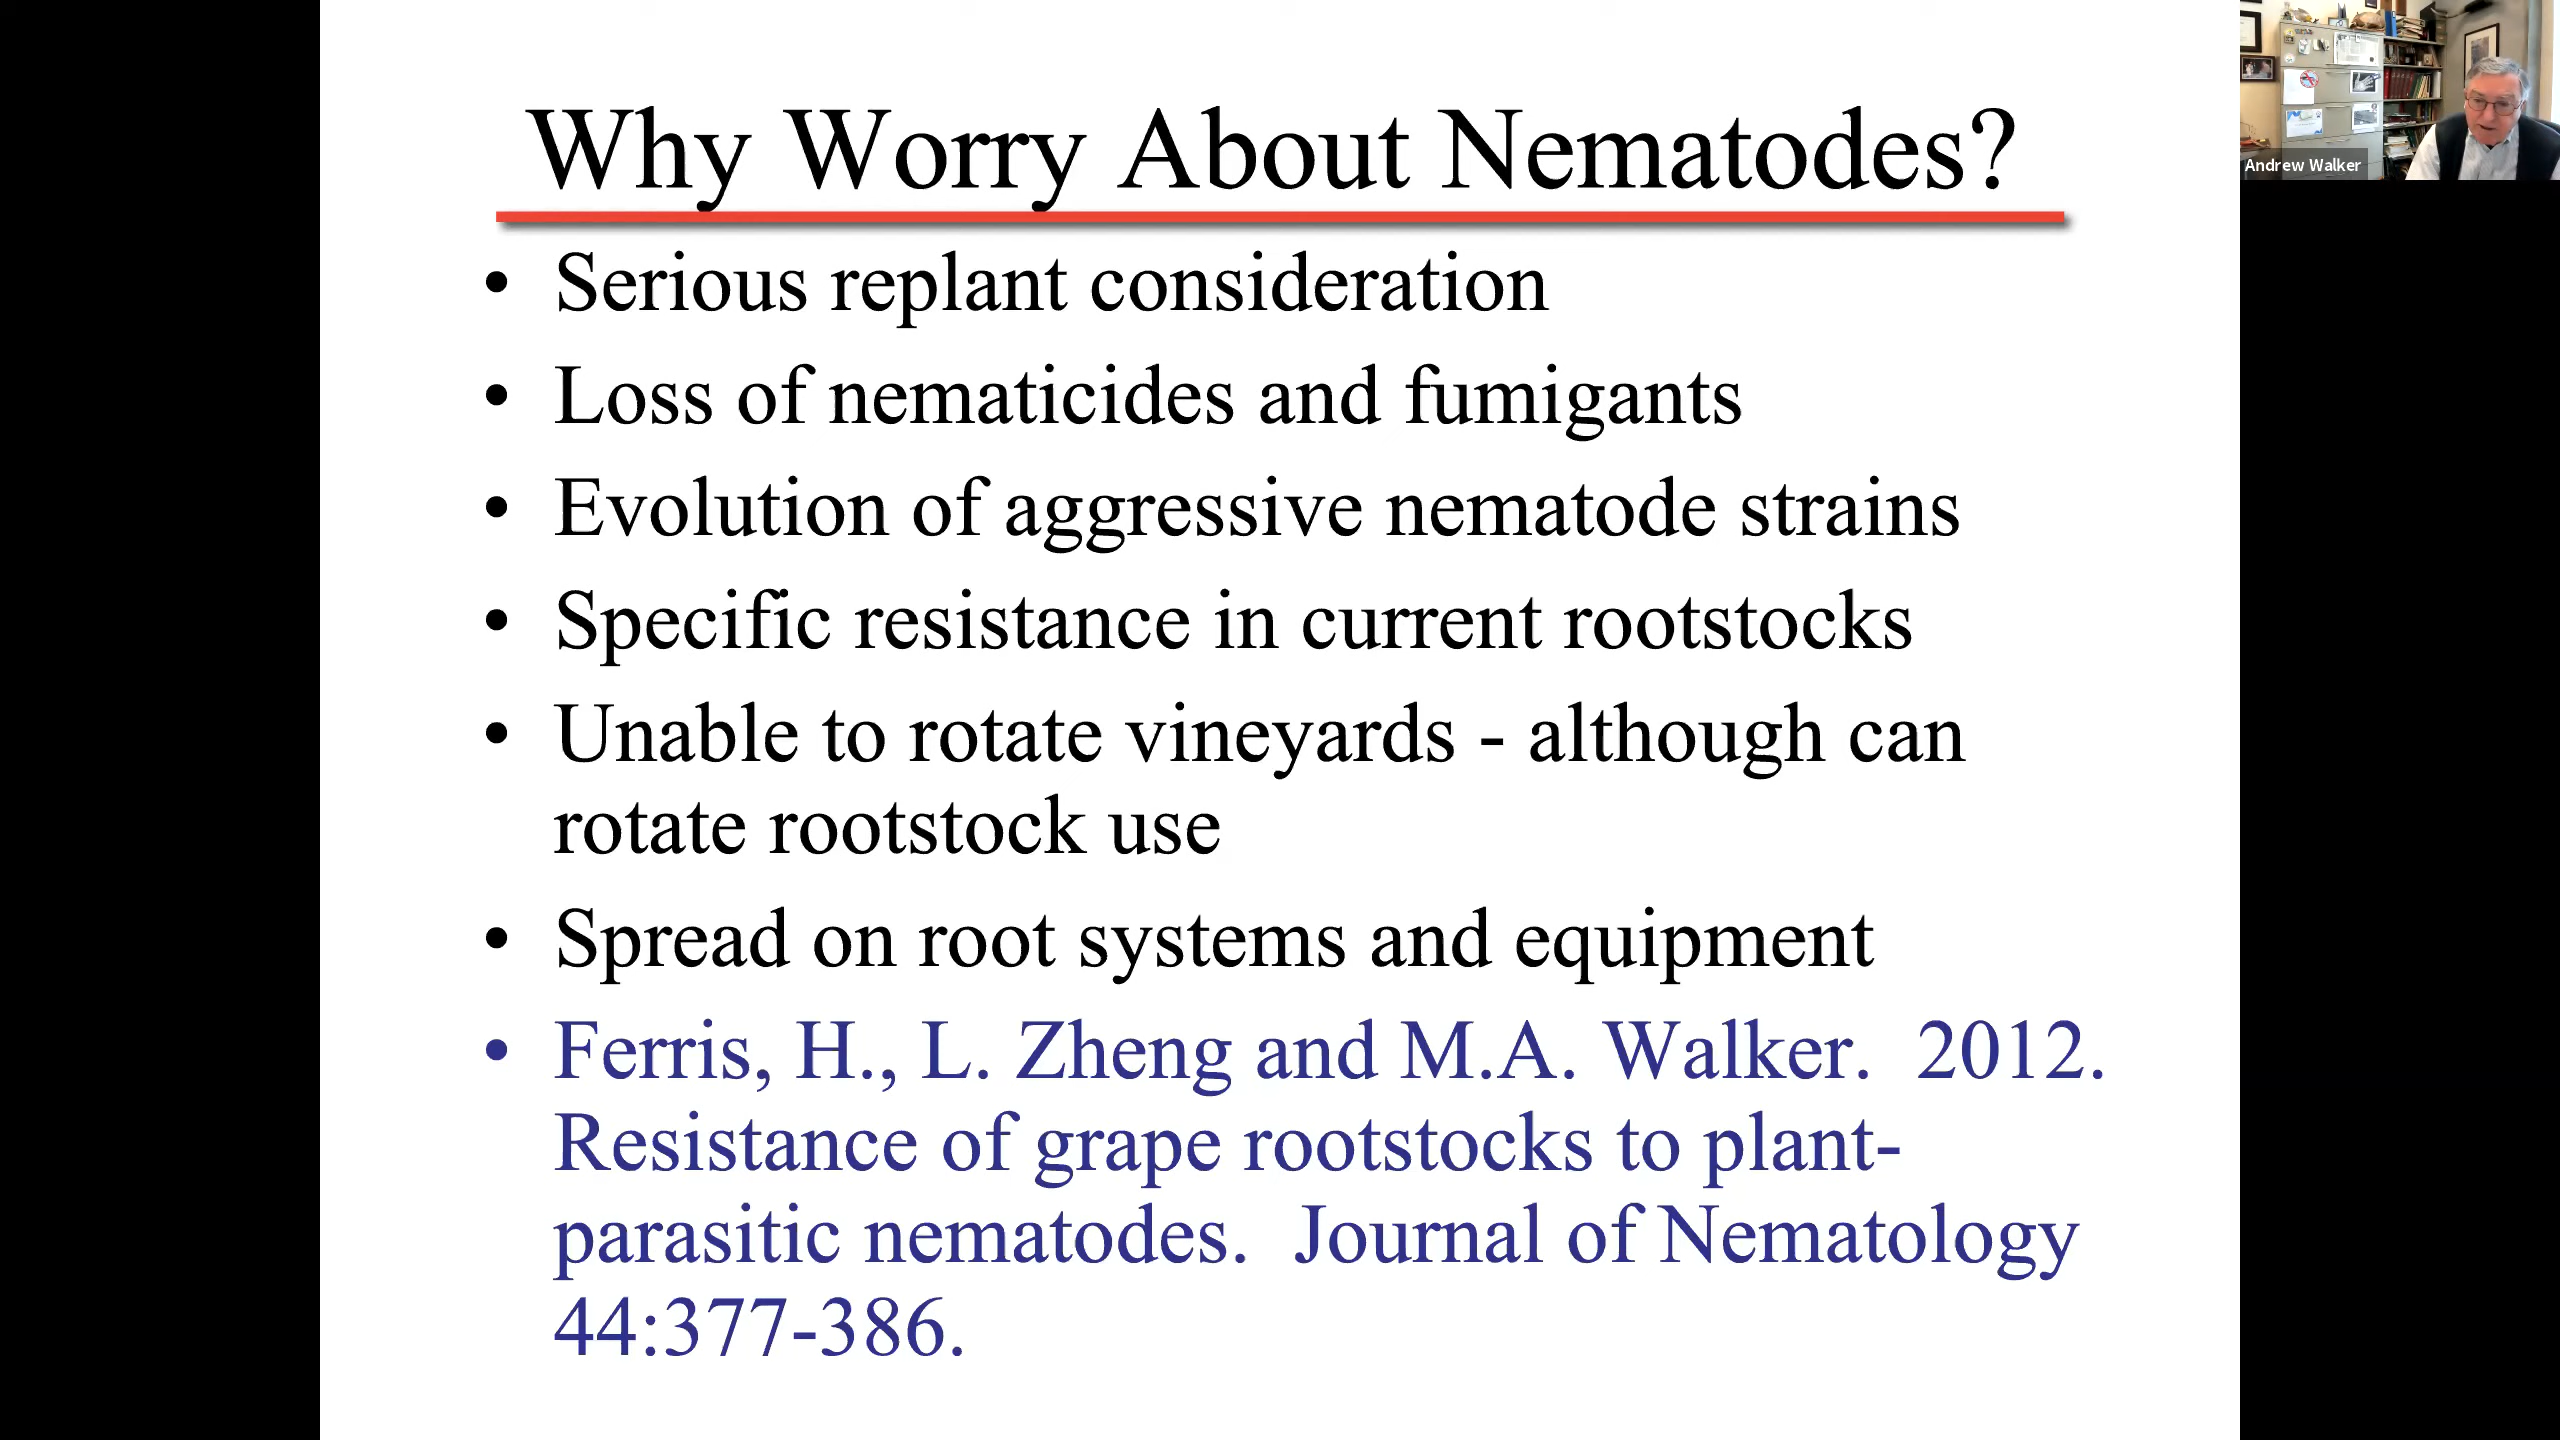 Why Worry About Nematodes?
• Serious replant consideration
• Loss of nematicides and fumigants
• Evolution of aggressive nematode strains
• Specific resistance in current rootstocks
• Unable to rotate vineyards - although can
rotate rootstock use
• Spread on root systems and equipment
• Ferris, H., L. Zheng and M.A. Walker.  2012.
Resistance of grape rootstocks to plant-
parasitic nematodes.  Journal of Nematology
44:377-386.
Andrew Walker